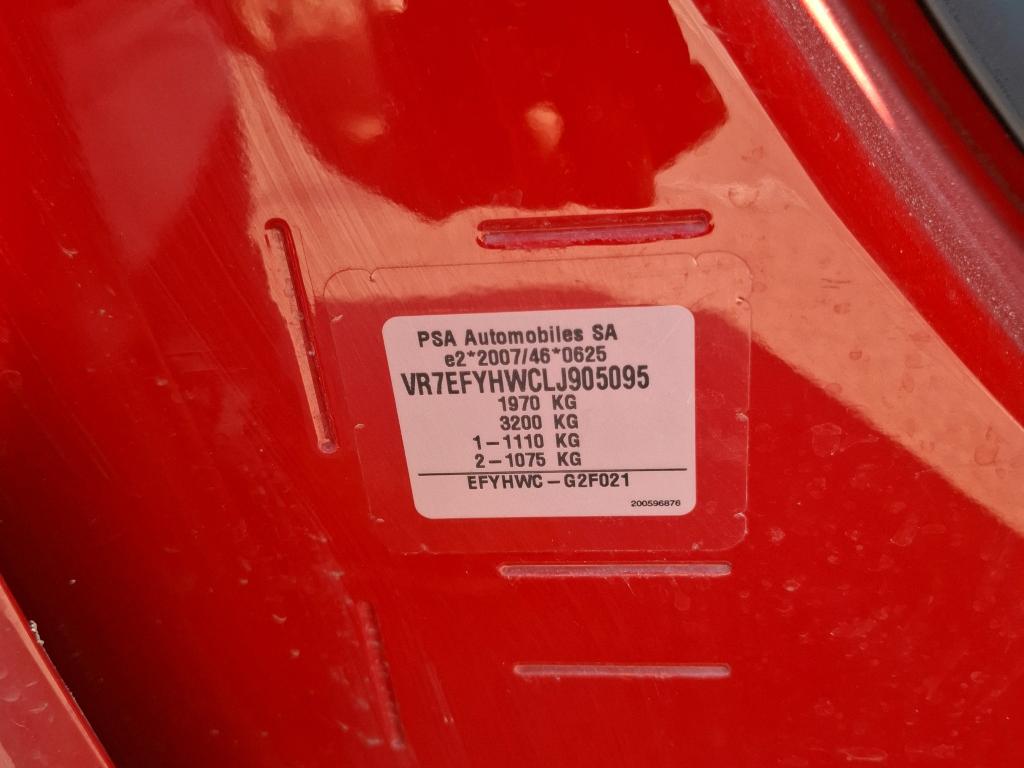 PSA Automobiles SA
e2*2007/46*0625
VR7EFYHWCLJ905095
1970 KG
3200 KG
1-1110 KG
2-1075 KG
EFYHWC-G2F021
200596876